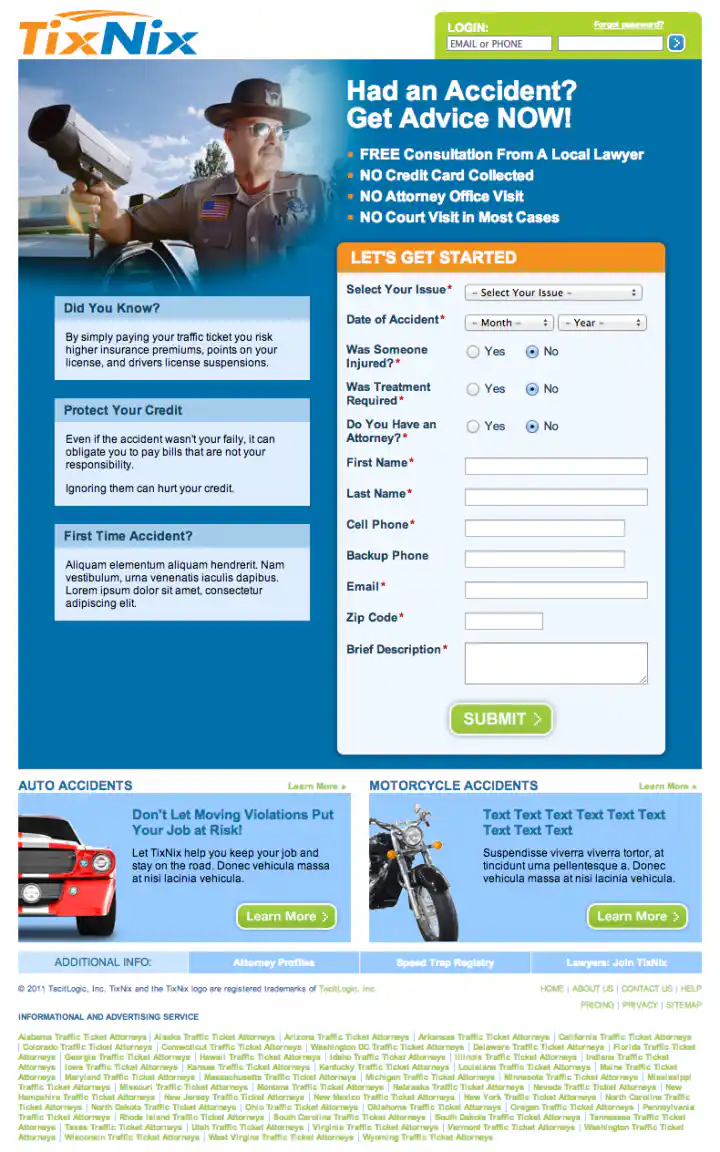 TixNix
LOGIN:
Forgot password?
EMAIL or PHONE
Had an Accident?
Get Advice NOW!
FREE Consultation From A Local Lawyer
NO Credit Card Collected
NO Attorney Office Visit
NO Court Visit in Most Cases
LET'S GET STARTED
Select Your Issue*
- Select Your Issue -
Date of Accident*
- Month -
- Year -
Was Someone
Injured?*
Yes
No
Was Treatment
Required*
Yes
No
Do You Have an
Attorney?*
Yes
No
First Name*
Last Name*
Cell Phone*
Backup Phone
Email*
Zip Code*
Brief Description*
SUBMIT
Did You Know?
By simply paying your traffic ticket you risk
higher insurance premiums, points on your
license, and drivers license suspensions.
Protect Your Credit
Even if the accident wasn't your faily, it can
obligate you to pay bills that are not your
responsibility.
Ignoring them can hurt your credit.
First Time Accident?
Aliquam elementum aliquam hendrerit. Nam
vestibulum, urna venenatis iaculis dapibus.
Lorem ipsum dolor sit amet, consectetur
adipiscing elit.
AUTO ACCIDENTS
Learn More »
Don't Let Moving Violations Put
Your Job at Risk!
Let TixNix help you keep your job and
stay on the road. Donec vehicula massa
at nisi lacinia vehicula.
Learn More
MOTORCYCLE ACCIDENTS
Learn More »
Text Text Text Text Text Text
Text Text Text
Suspendisse viverra viverra tortor, at
tincidunt urna pellentesque a. Donec
vehicula massa at nisi lacinia vehicula.
Learn More
ADDITIONAL INFO:
Attorney Profiles
Speed Trap Registry
Lawyers: Join TixNix
© 2011 TacitLogic, Inc. TixNix and the TixNix logo are registered trademarks of TacitLogic, Inc.
HOME | ABOUT US | CONTACT US | HELP
PRICING | PRIVACY | SITEMAP
INFORMATIONAL AND ADVERTISING SERVICE
Alabama Traffic Ticket Attorneys | Alaska Traffic Ticket Attorneys | Arizona Traffic Ticket Attorneys | Arkansas Traffic Ticket Attorneys | California Traffic Ticket Attorneys
| Colorado Traffic Ticket Attorneys | Connecticut Traffic Ticket Attorneys | Washington DC Traffic Ticket Attorneys | Delaware Traffic Ticket Attorneys | Florida Traffic Ticket
Attorneys | Georgia Traffic Ticket Attorneys | Hawaii Traffic Ticket Attorneys | Idaho Traffic Ticket Attorneys | Illinois Traffic Ticket Attorneys | Indiana Traffic Ticket
Attorneys | Iowa Traffic Ticket Attorneys | Kansas Traffic Ticket Attorneys | Kentucky Traffic Ticket Attorneys | Louisiana Traffic Ticket Attorneys | Maine Traffic Ticket
Attorneys | Maryland Traffic Ticket Attorneys | Massachusetts Traffic Ticket Attorneys | Michigan Traffic Ticket Attorneys | Minnesota Traffic Ticket Attorneys | Mississippi
Traffic Ticket Attorneys | Missouri Traffic Ticket Attorneys | Montana Traffic Ticket Attorneys | Nebraska Traffic Ticket Attorneys | Nevada Traffic Ticket Attorneys | New
Hampshire Traffic Ticket Attorneys | New Jersey Traffic Ticket Attorneys | New Mexico Traffic Ticket Attorneys | New York Traffic Ticket Attorneys | North Carolina Traffic
Ticket Attorneys | North Dakota Traffic Ticket Attorneys | Ohio Traffic Ticket Attorneys | Oklahoma Traffic Ticket Attorneys | Oregon Traffic Ticket Attorneys | Pennsylvania
Traffic Ticket Attorneys | Rhode Island Traffic Ticket Attorneys | South Carolina Traffic Ticket Attorneys | South Dakota Traffic Ticket Attorneys | Tennessee Traffic Ticket
Attorneys | Texas Traffic Ticket Attorneys | Utah Traffic Ticket Attorneys | Virginia Traffic Ticket Attorneys | Vermont Traffic Ticket Attorneys | Washington Traffic Ticket
Attorneys | Wisconsin Traffic Ticket Attorneys | West Virgina Traffic Ticket Attorneys | Wyoming Traffic Ticket Attorneys